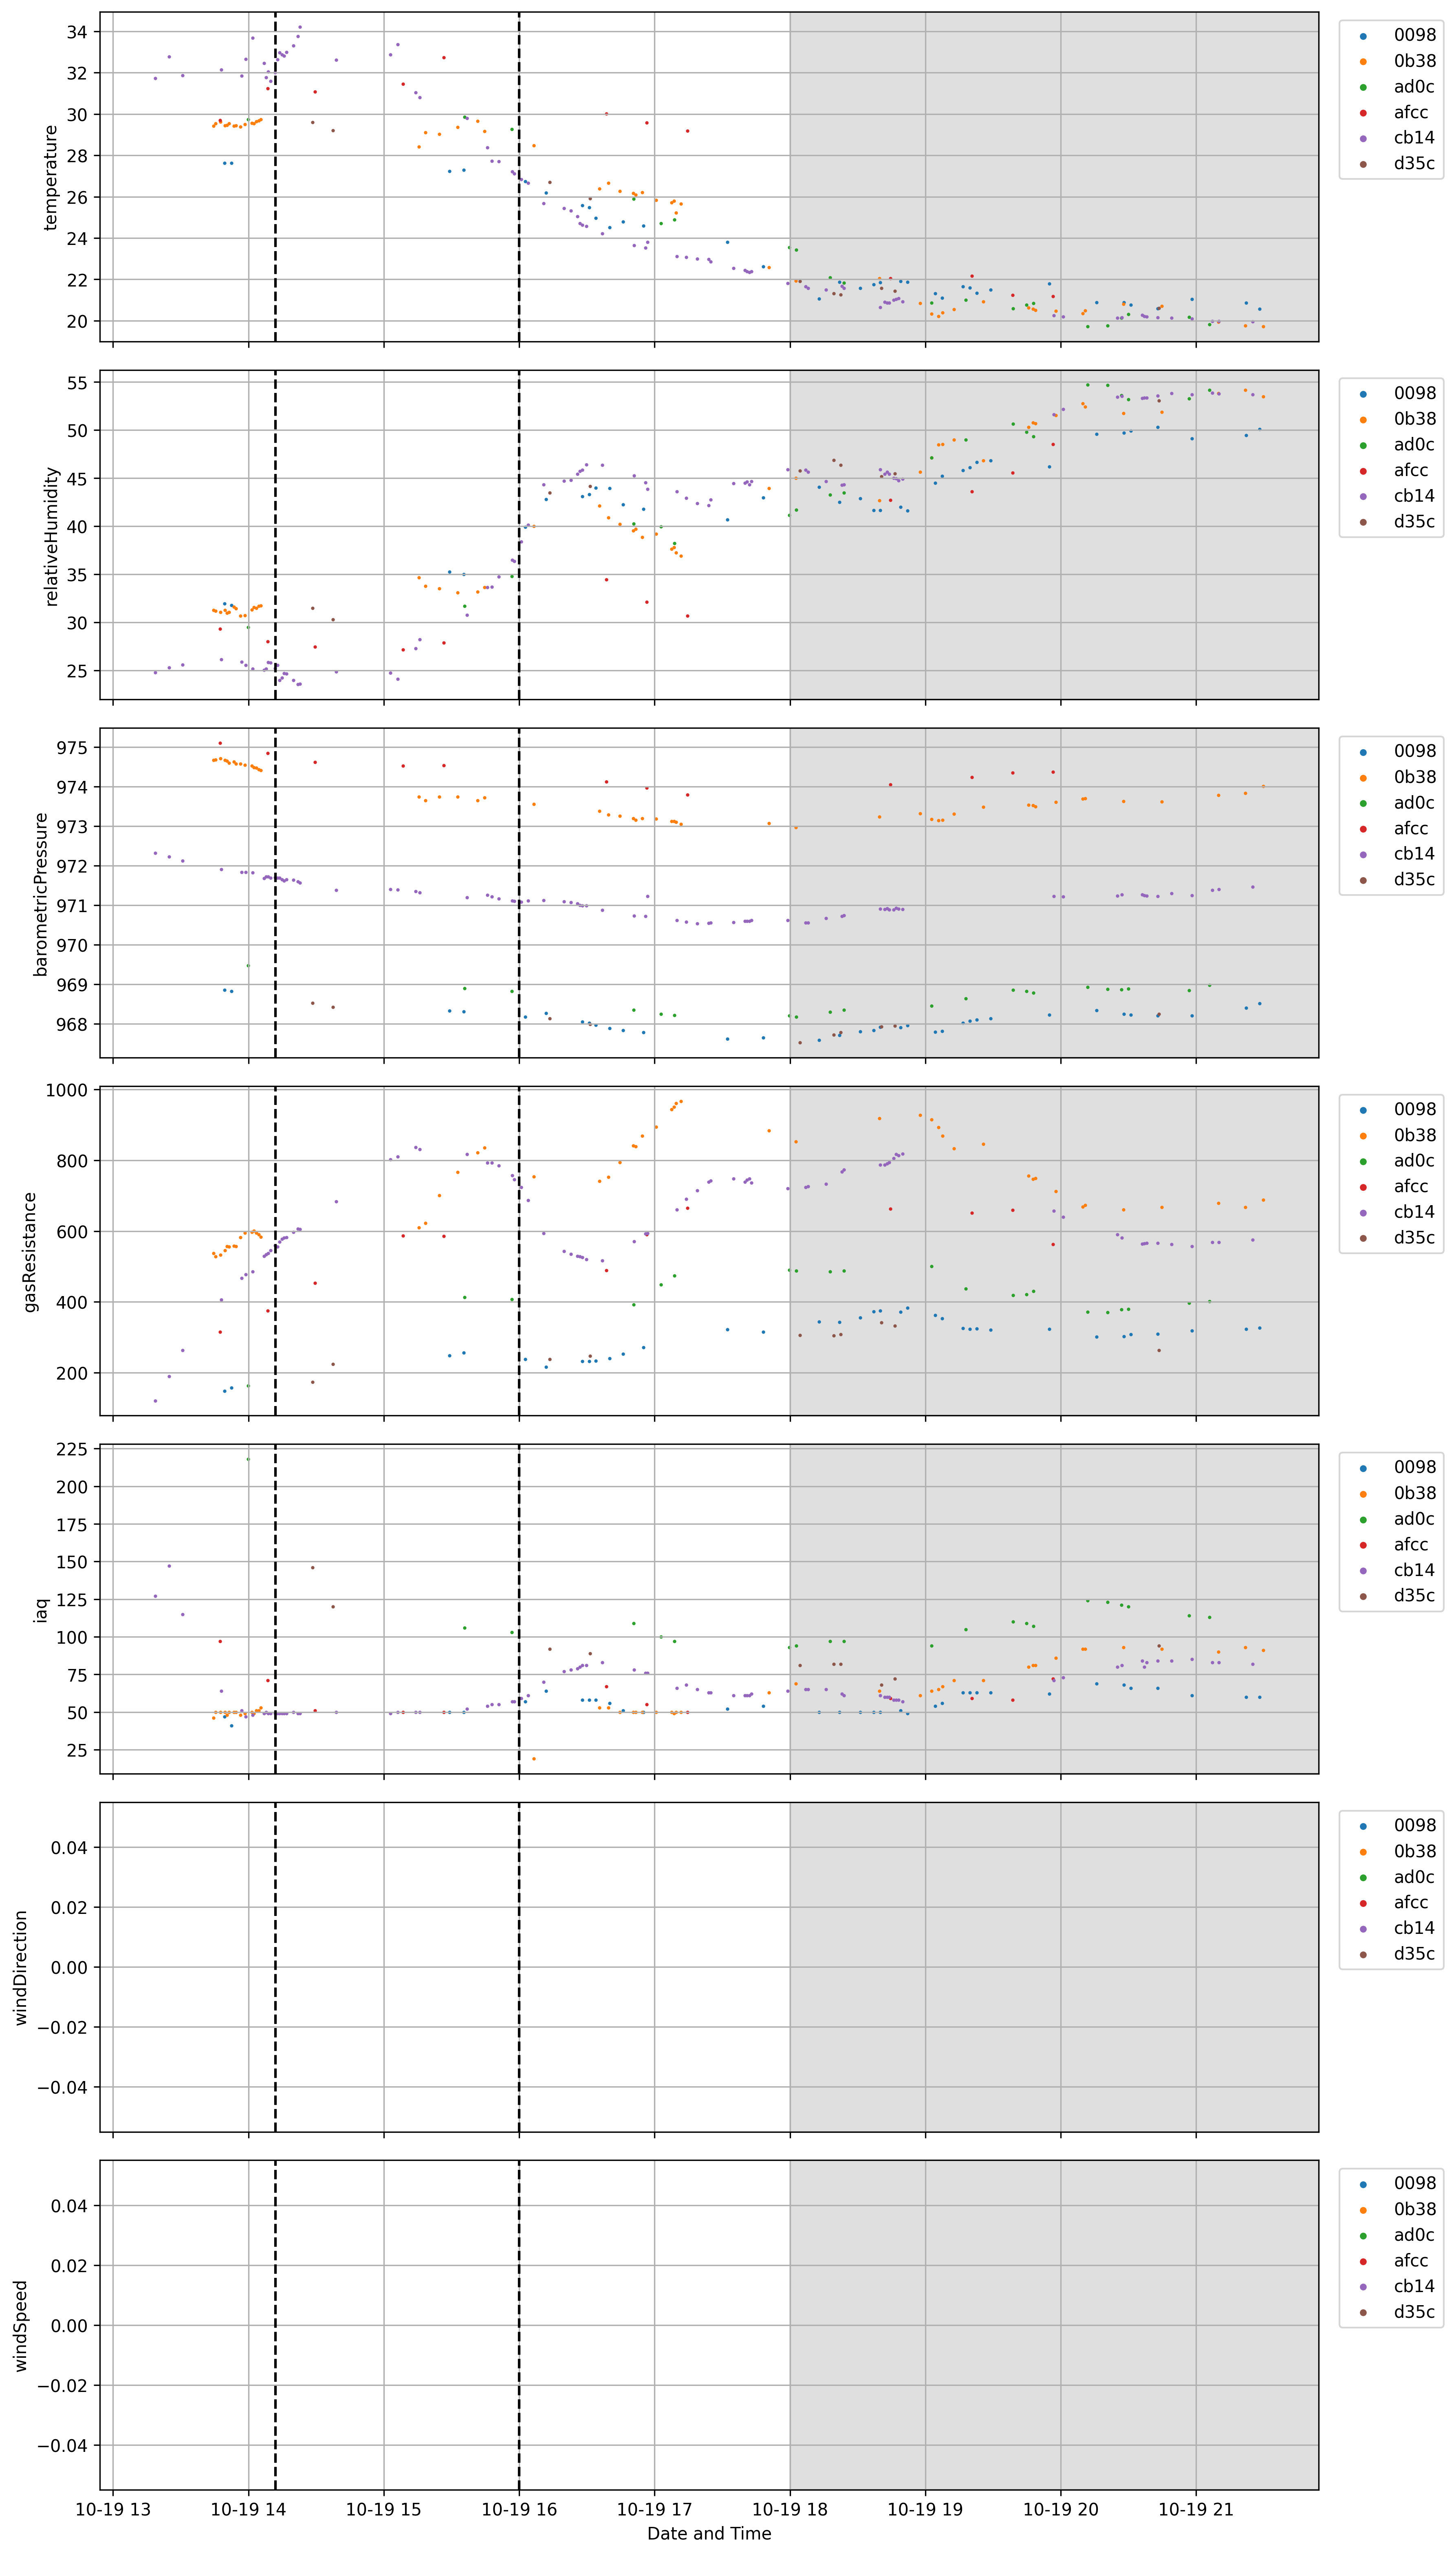 34
32
30
28
26
24
22
20
temperature
0098
0b38
ad0c
afcc
cb14
d35c
55
50
45
40
35
30
25
relativeHumidity
0098
0b38
ad0c
afcc
cb14
d35c
975
974
973
972
971
970
969
968
barometricPressure
0098
0b38
ad0c
afcc
cb14
d35c
1000
800
600
400
200
gasResistance
0098
0b38
ad0c
afcc
cb14
d35c
225
200
175
150
125
100
75
50
25
iaq
0098
0b38
ad0c
afcc
cb14
d35c
0.04
0.02
0.00
−0.02
−0.04
windDirection
0098
0b38
ad0c
afcc
cb14
d35c
0.04
0.02
0.00
−0.02
−0.04
windSpeed
0098
0b38
ad0c
afcc
cb14
d35c
10-19 13 10-19 14 10-19 15 10-19 16 10-19 17 10-19 18 10-19 19 10-19 20 10-19 21
Date and Time